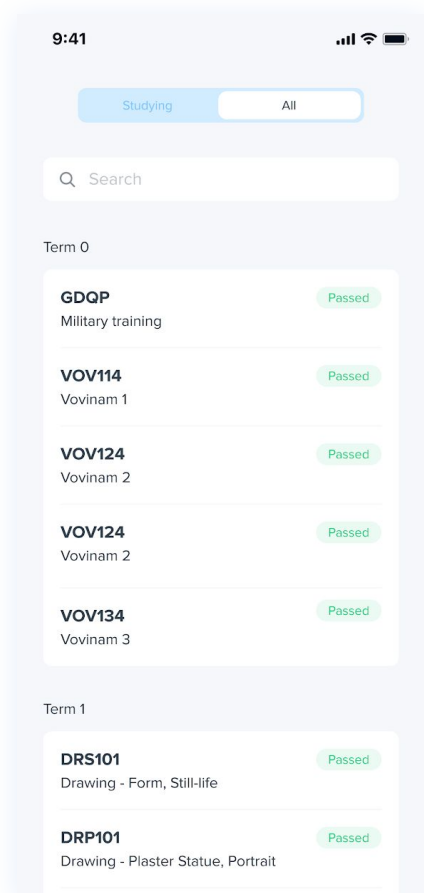 9:41
Studying All
Search
Term 0
GDQP Passed
Military training
VOV114 Passed
Vovinam 1
VOV124 Passed
Vovinam 2
VOV124 Passed
Vovinam 2
VOV134 Passed
Vovinam 3
Term 1
DRS101 Passed
Drawing - Form, Still-life
DRP101 Passed
Drawing - Plaster Statue, Portrait